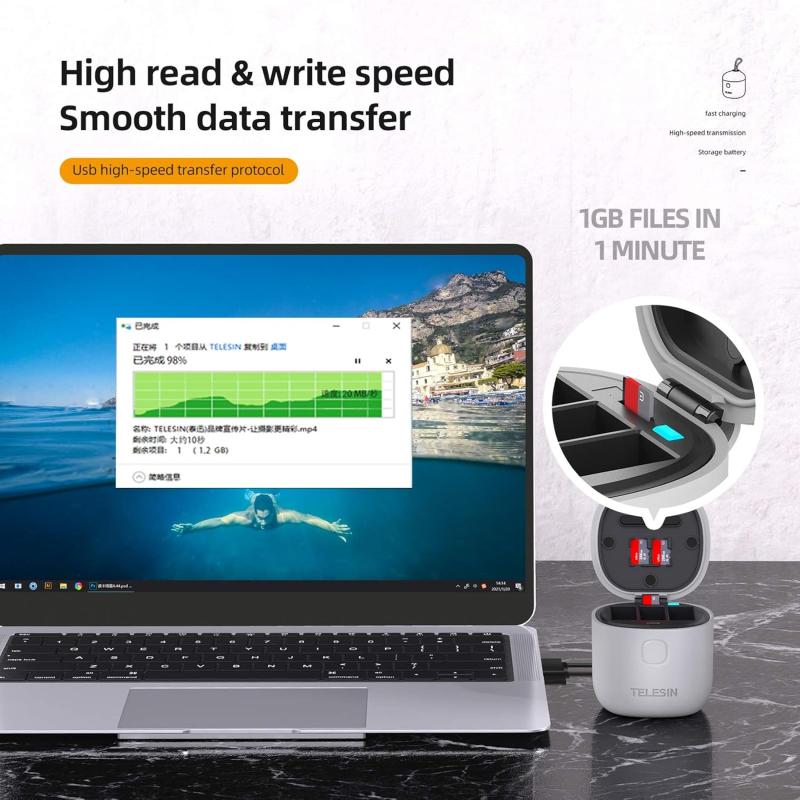 High read & write speed
Smooth data transfer
Usb high-speed transfer protocol
fast charging
High-speed transmission
Storage battery
1GB FILES IN
1 MINUTE
已完成
正在将 1 个项目从 TELESIN 复制到 桌面
已完成 98%
速度: 20 MB/秒
名称: TELESIN(泰迅)品牌宣传片-让摄影更精彩.mp4
剩余时间: 大约10秒
剩余项目: 1 (1,2 GB)
简略信息
TELESIN